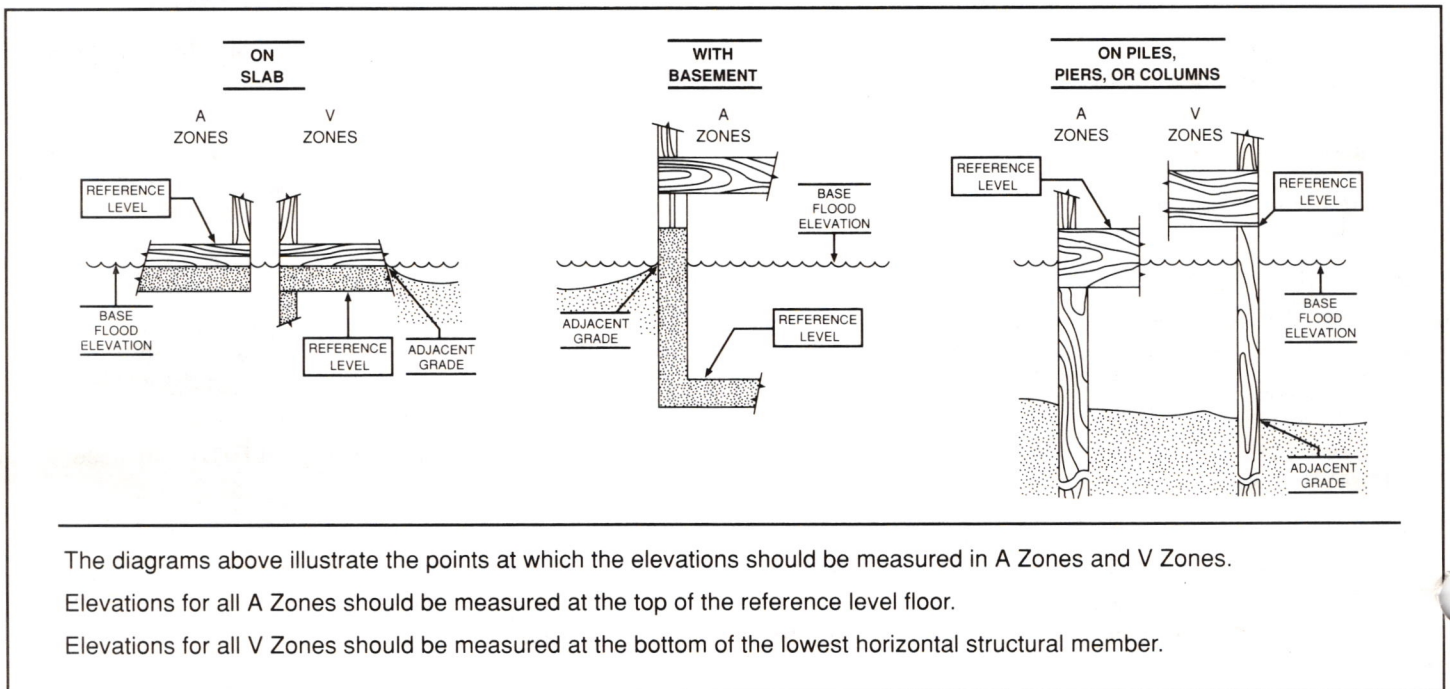 ON
SLAB
A
ZONES
V
ZONES
REFERENCE
LEVEL
BASE
FLOOD
ELEVATION
REFERENCE
LEVEL
ADJACENT
GRADE
WITH
BASEMENT
A
ZONES
BASE
FLOOD
ELEVATION
ADJACENT
GRADE
REFERENCE
LEVEL
ON PILES,
PIERS, OR COLUMNS
A
ZONES
V
ZONES
REFERENCE
LEVEL
REFERENCE
LEVEL
BASE
FLOOD
ELEVATION
ADJACENT
GRADE
The diagrams above illustrate the points at which the elevations should be measured in A Zones and V Zones.
Elevations for all A Zones should be measured at the top of the reference level floor.
Elevations for all V Zones should be measured at the bottom of the lowest horizontal structural member.